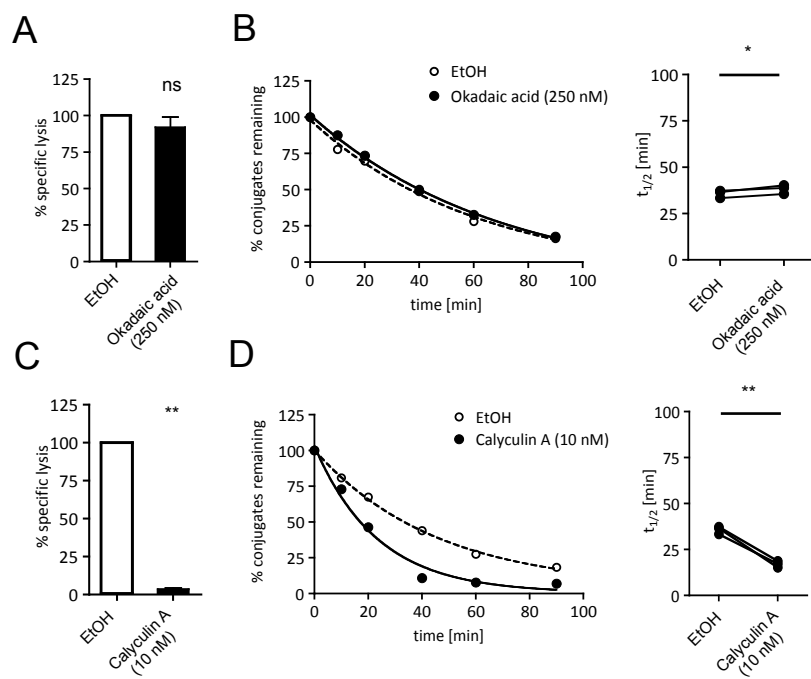 A
125
100
75
50
25
0
% specific lysis
ns
EtOH
Okadaic acid
(250 nM)
B
125
100
75
50
25
0
% conjugates remaining
EtOH
Okadaic acid (250 nM)
0 20 40 60 80 100
time [min]
*
100
75
50
25
0
t1/2 [min]
EtOH
Okadaic acid
(250 nM)
C
125
100
75
50
25
0
% specific lysis
**
EtOH
Calyculin A
(10 nM)
D
125
100
75
50
25
0
% conjugates remaining
EtOH
Calyculin A (10 nM)
0 20 40 60 80 100
time [min]
**
100
75
50
25
0
t1/2 [min]
EtOH
Calyculin A
(10 nM)